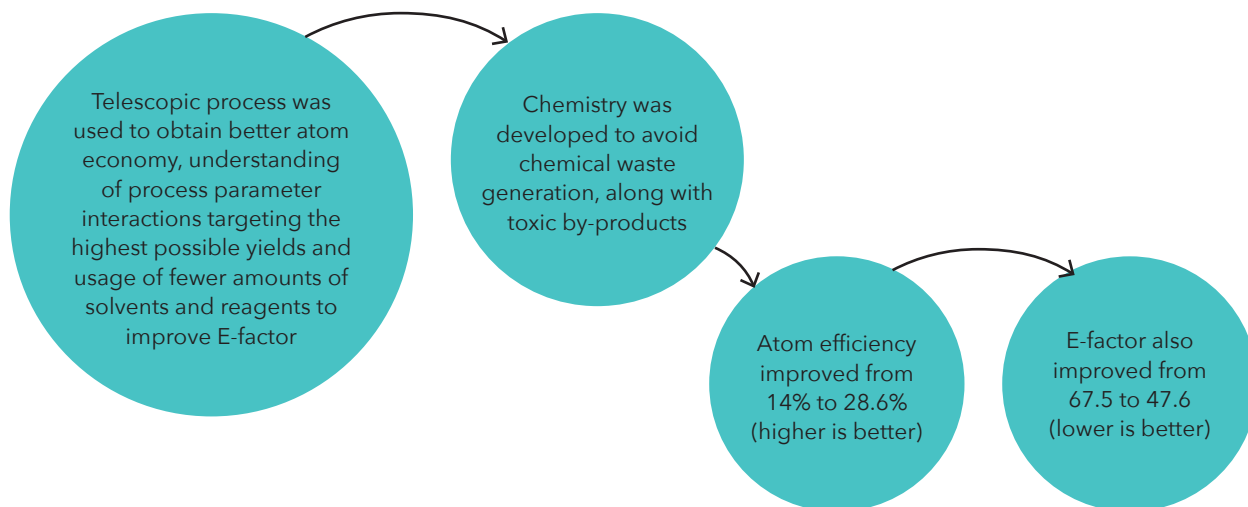 Telescopic process was
used to obtain better atom
economy, understanding
of process parameter
interactions targeting the
highest possible yields and
usage of fewer amounts of
solvents and reagents to
improve E-factor
Chemistry was
developed to avoid
chemical waste
generation, along with
toxic by-products
Atom efficiency
improved from
14% to 28.6%
(higher is better)
E-factor also
improved from
67.5 to 47.6
(lower is better)